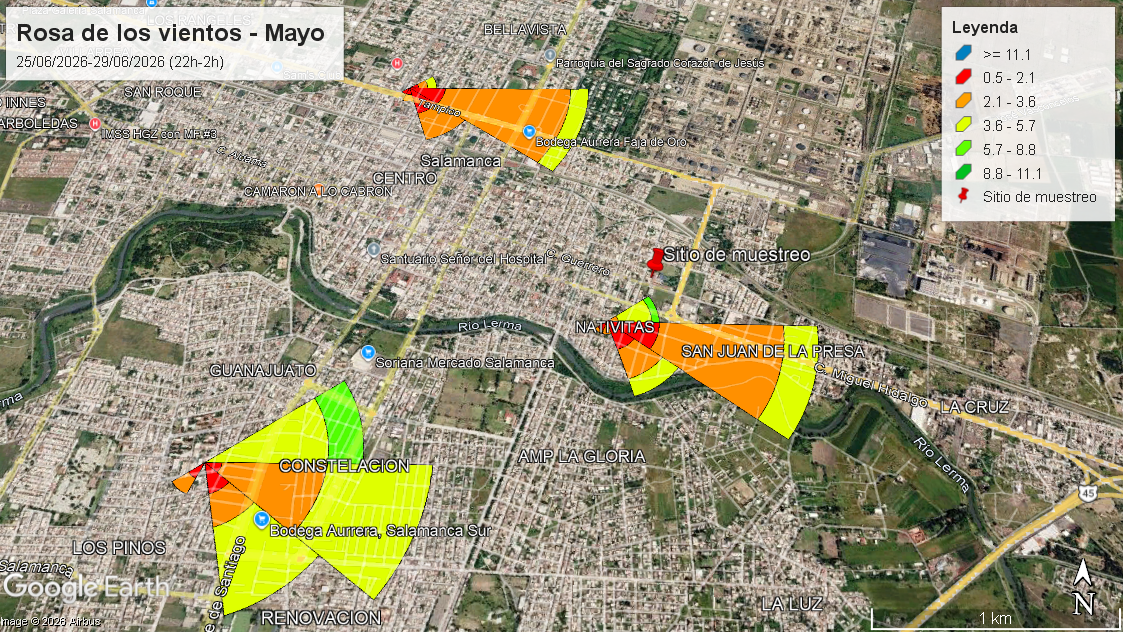 Rosa de los vientos - Mayo
25/06/2026-29/06/2026 (22h-2h)
Leyenda
>= 11.1
0.5 - 2.1
2.1 - 3.6
3.6 - 5.7
5.7 - 8.8
8.8 - 11.1
Sitio de muestreo
BELLAVISTA
Parroquia del Sagrado Corazón de Jesús
SAN ROQUE
INNES
ARBOLEDAS
IMSS HGZ con MF #3
Bodega Aurrera Faja de Oro
Salamanca
CENTRO
CAMARON A LO CABRON
Santuario Señor del Hospital
C. Guerrero
Sitio de muestreo
Río Lerma
NATIVITAS
SAN JUAN DE LA PRESA
Soriana Mercado Salamanca
GUANAJUATO
C. Miguel Hidalgo
LA CRUZ
CONSTELACION
AMP LA GLORIA
Río Lerma
45
Bodega Aurrera, Salamanca Sur
LOS PINOS
Salamanca
de Santiago
Google Earth
RENOVACION
LA LUZ
N
1 km
Image © 2026 Airbus